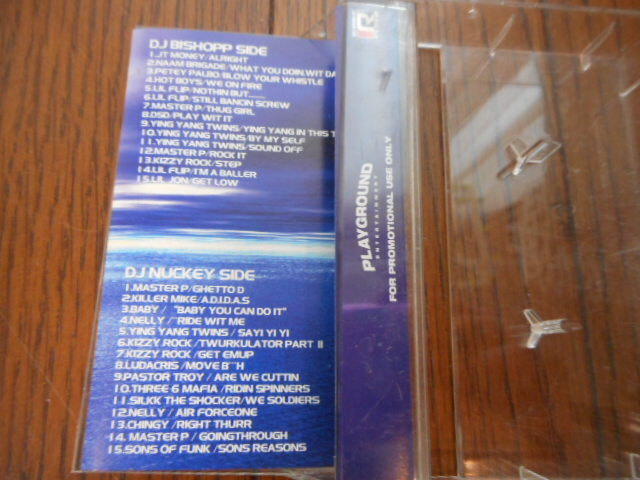 DJ BISHOPP SIDE
1.JT MONEY/ALRIGHT
2.NAAM BRIGADE/WHAT YOU DOIN.WIT DA
3.PETEY PALBO/BLOW YOUR WHISTLE
4.HOT BOYS/WE ON FIRE
5.LIL FLIP/NOTHIN BUT.......
6.LIL FLIP/STILL BANGIN SCREW
7.MASTER P/THUG GIRL
8.DSD/PLAY WIT IT
9.YING YANG TWINS/YING YANG IN THIS T
10.YING YANG TWINS/BY MY SELF
11.YING YANG TWINS/SOUND OFF
12.MASTER P/ROCK IT
13.KIZZY ROCK/STEP
14.LIL FLIP/I'M A BALLER
15.LIL JON/GET LOW
DJ NUCKEY SIDE
1.MASTER P/GHETTO D
2.KILLER MIKE/A.D.I.D.A.S
3.BABY / "BABY YOU CAN DO IT"
4.NELLY/¨RIDE WIT ME
5.YING YANG TWINS / SAYI YI YI
6.KIZZY ROCK / TWURKULATOR PART II
7.KIZZY ROCK/GET EMUP
8.LUDACRIS/MOVE B¨¨H
9.PASTOR TROY / ARE WE CUTTIN
10.THREE 6 MAFIA /RIDIN SPINNERS
11.SILKK THE SHOCKER/WE SOLDIERS
12.NELLY / AIR FORCEONE
13.CHINGY /RIGHT THURR
14. MASTER P / GOINGTHROUGH
15.SONS OF FUNK /SONS REASONS
PLAYGROUND
ENTERTAINMENT
FOR PROMOTIONAL USE ONLY